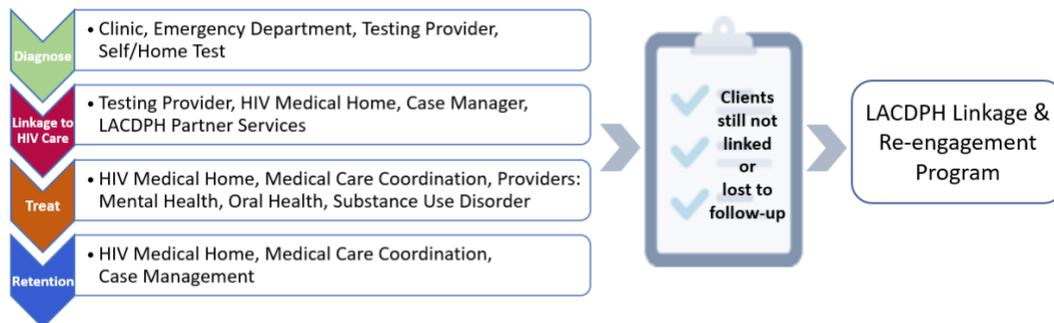 Diagnose
• Clinic, Emergency Department, Testing Provider,
Self/Home Test
Linkage to
HIV Care
• Testing Provider, HIV Medical Home, Case Manager,
LACDPH Partner Services
Treat
• HIV Medical Home, Medical Care Coordination, Providers:
Mental Health, Oral Health, Substance Use Disorder
Retention
• HIV Medical Home, Medical Care Coordination,
Case Management
Clients
still not
linked
or
lost to
follow-up
LACDPH Linkage &
Re-engagement
Program